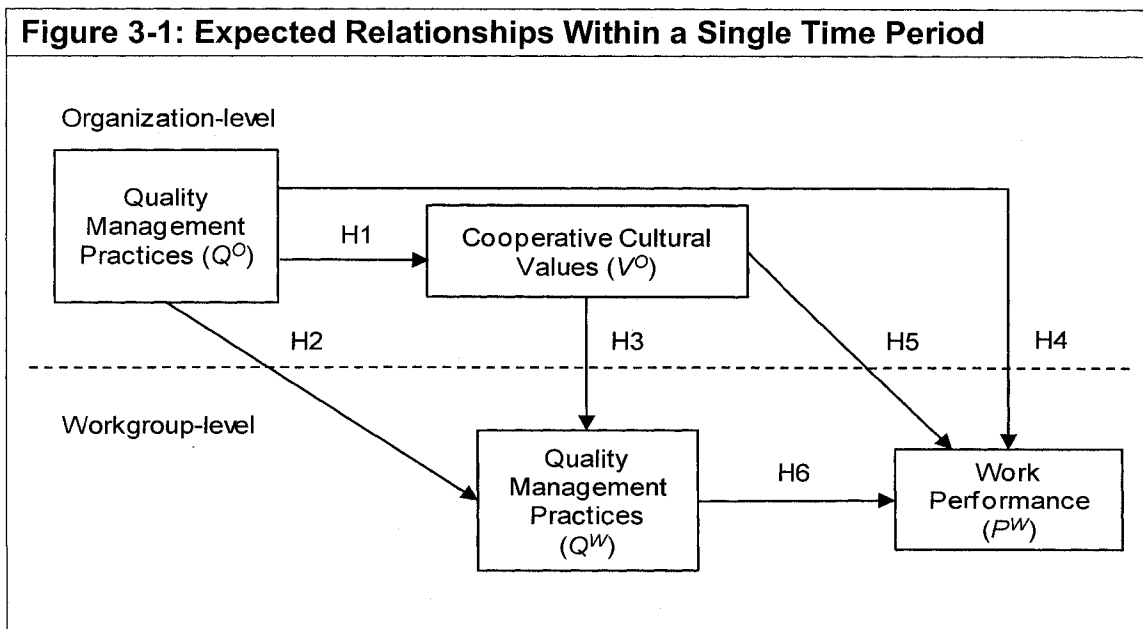 Figure 3-1: Expected Relationships Within a Single Time Period
Organization-level
Quality
Management
Practices (Q^O)
H1
Cooperative Cultural
Values (V^O)
H2
H3
H5
H4
Workgroup-level
Quality
Management
Practices
(Q^W)
H6
Work
Performance
(P^W)